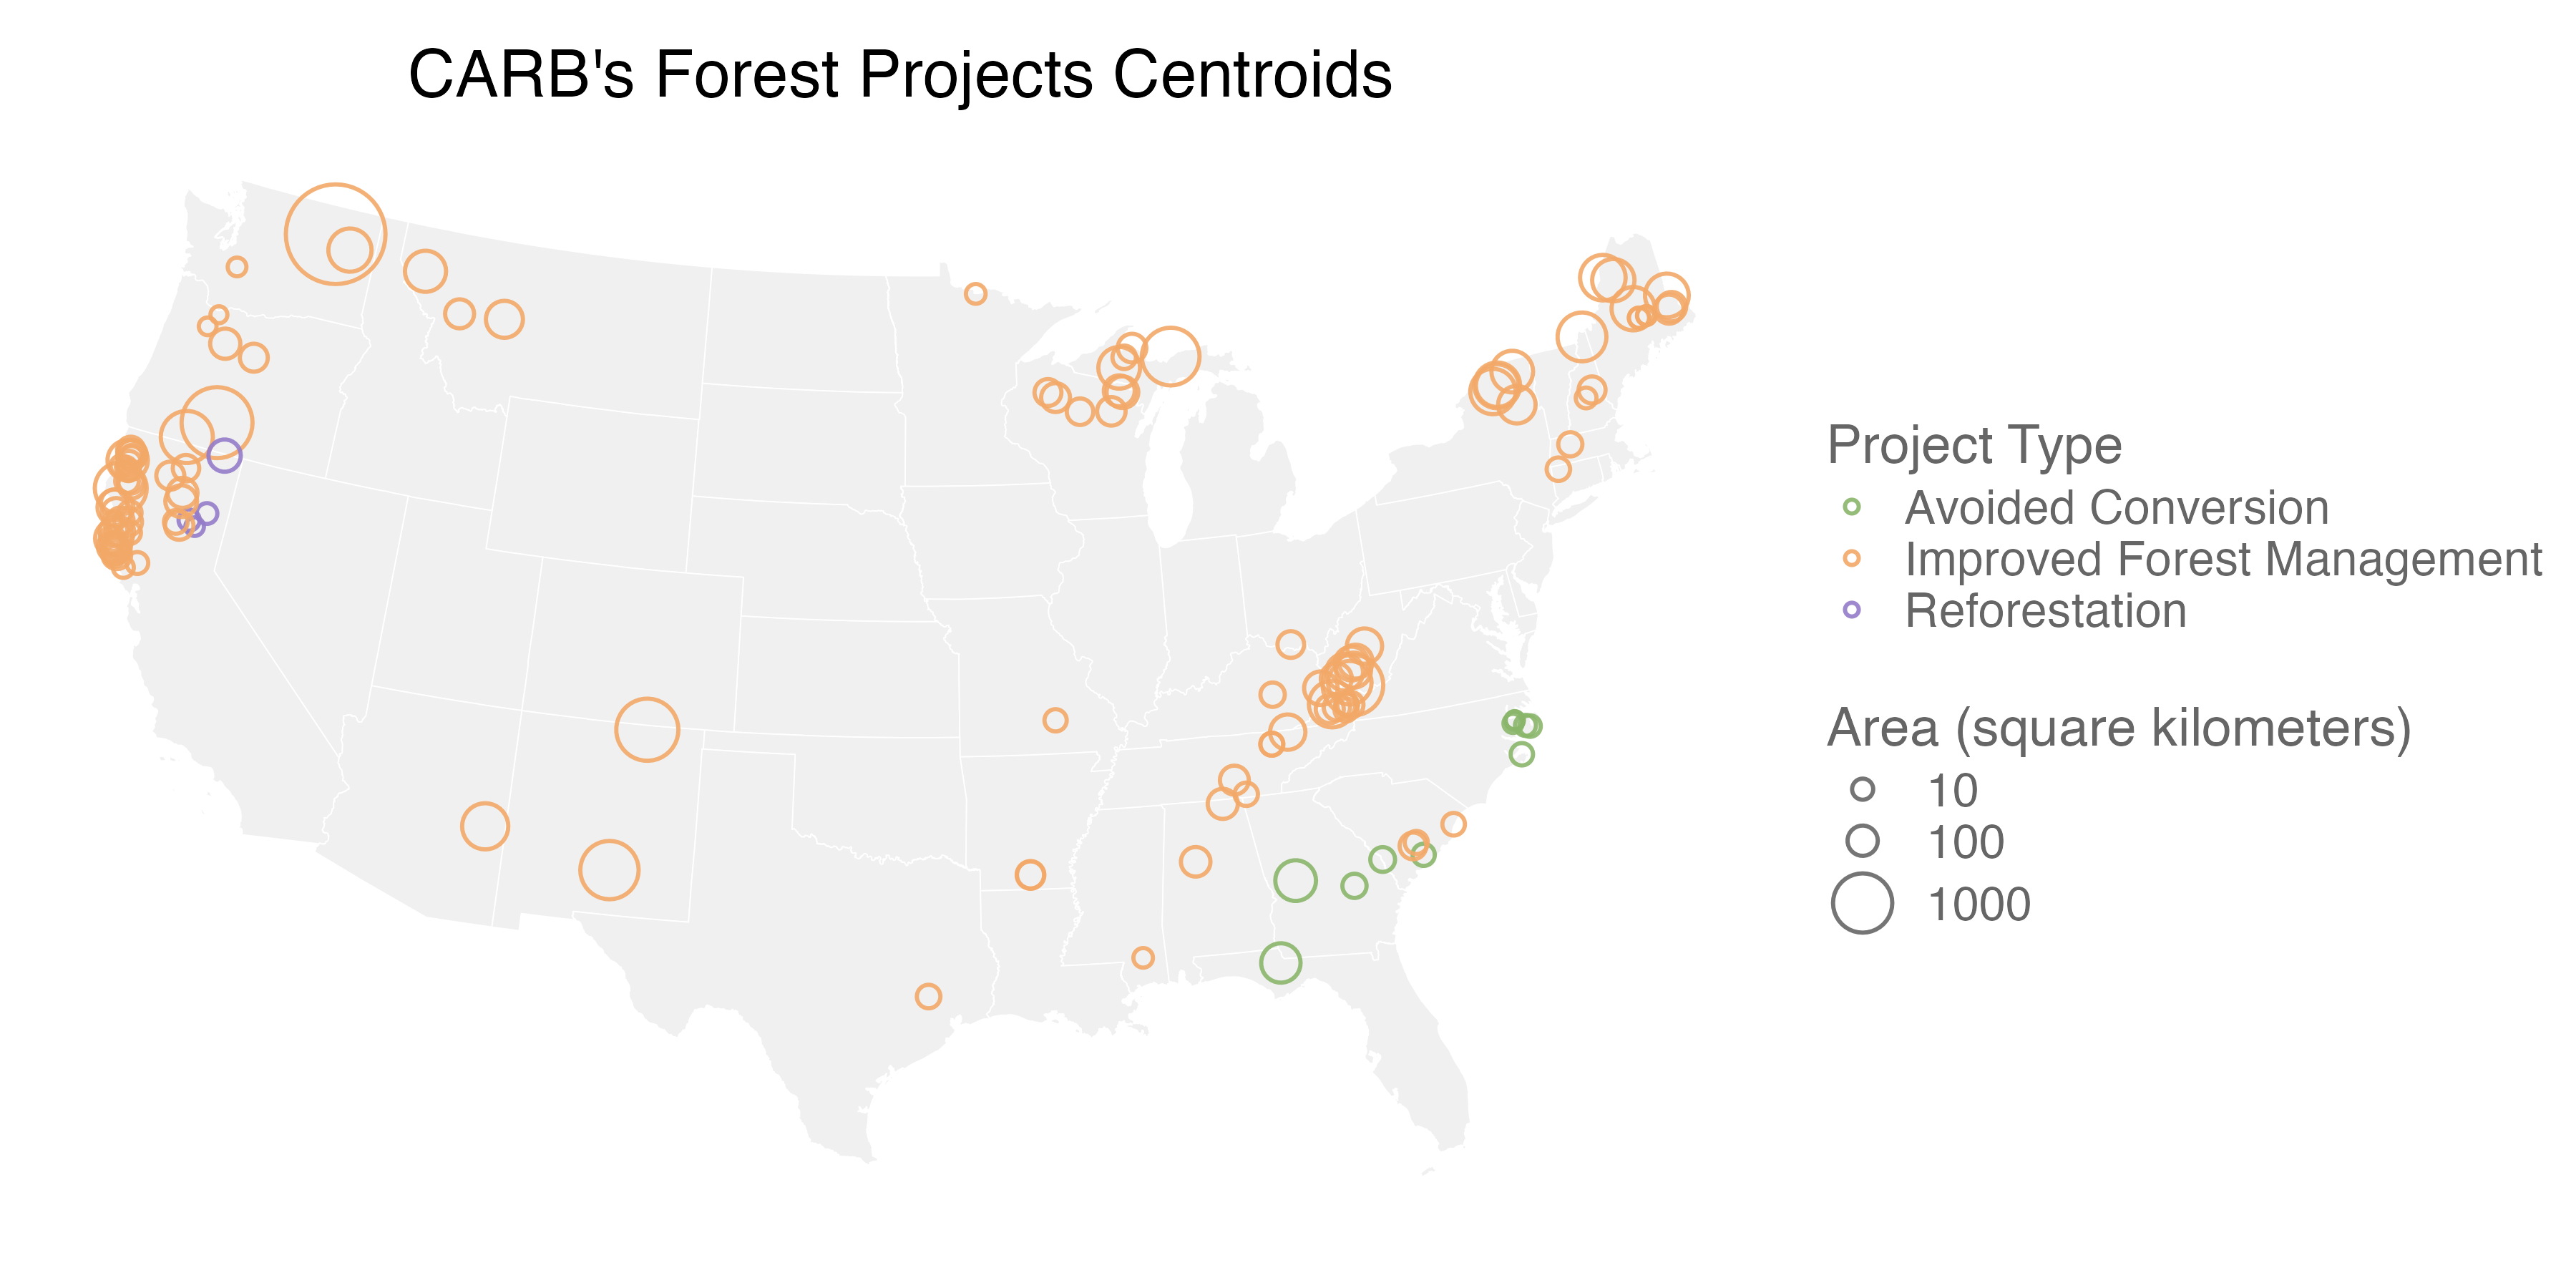 CARB's Forest Projects Centroids
Project Type
Avoided Conversion
Improved Forest Management
Reforestation
Area (square kilometers)
10
100
1000